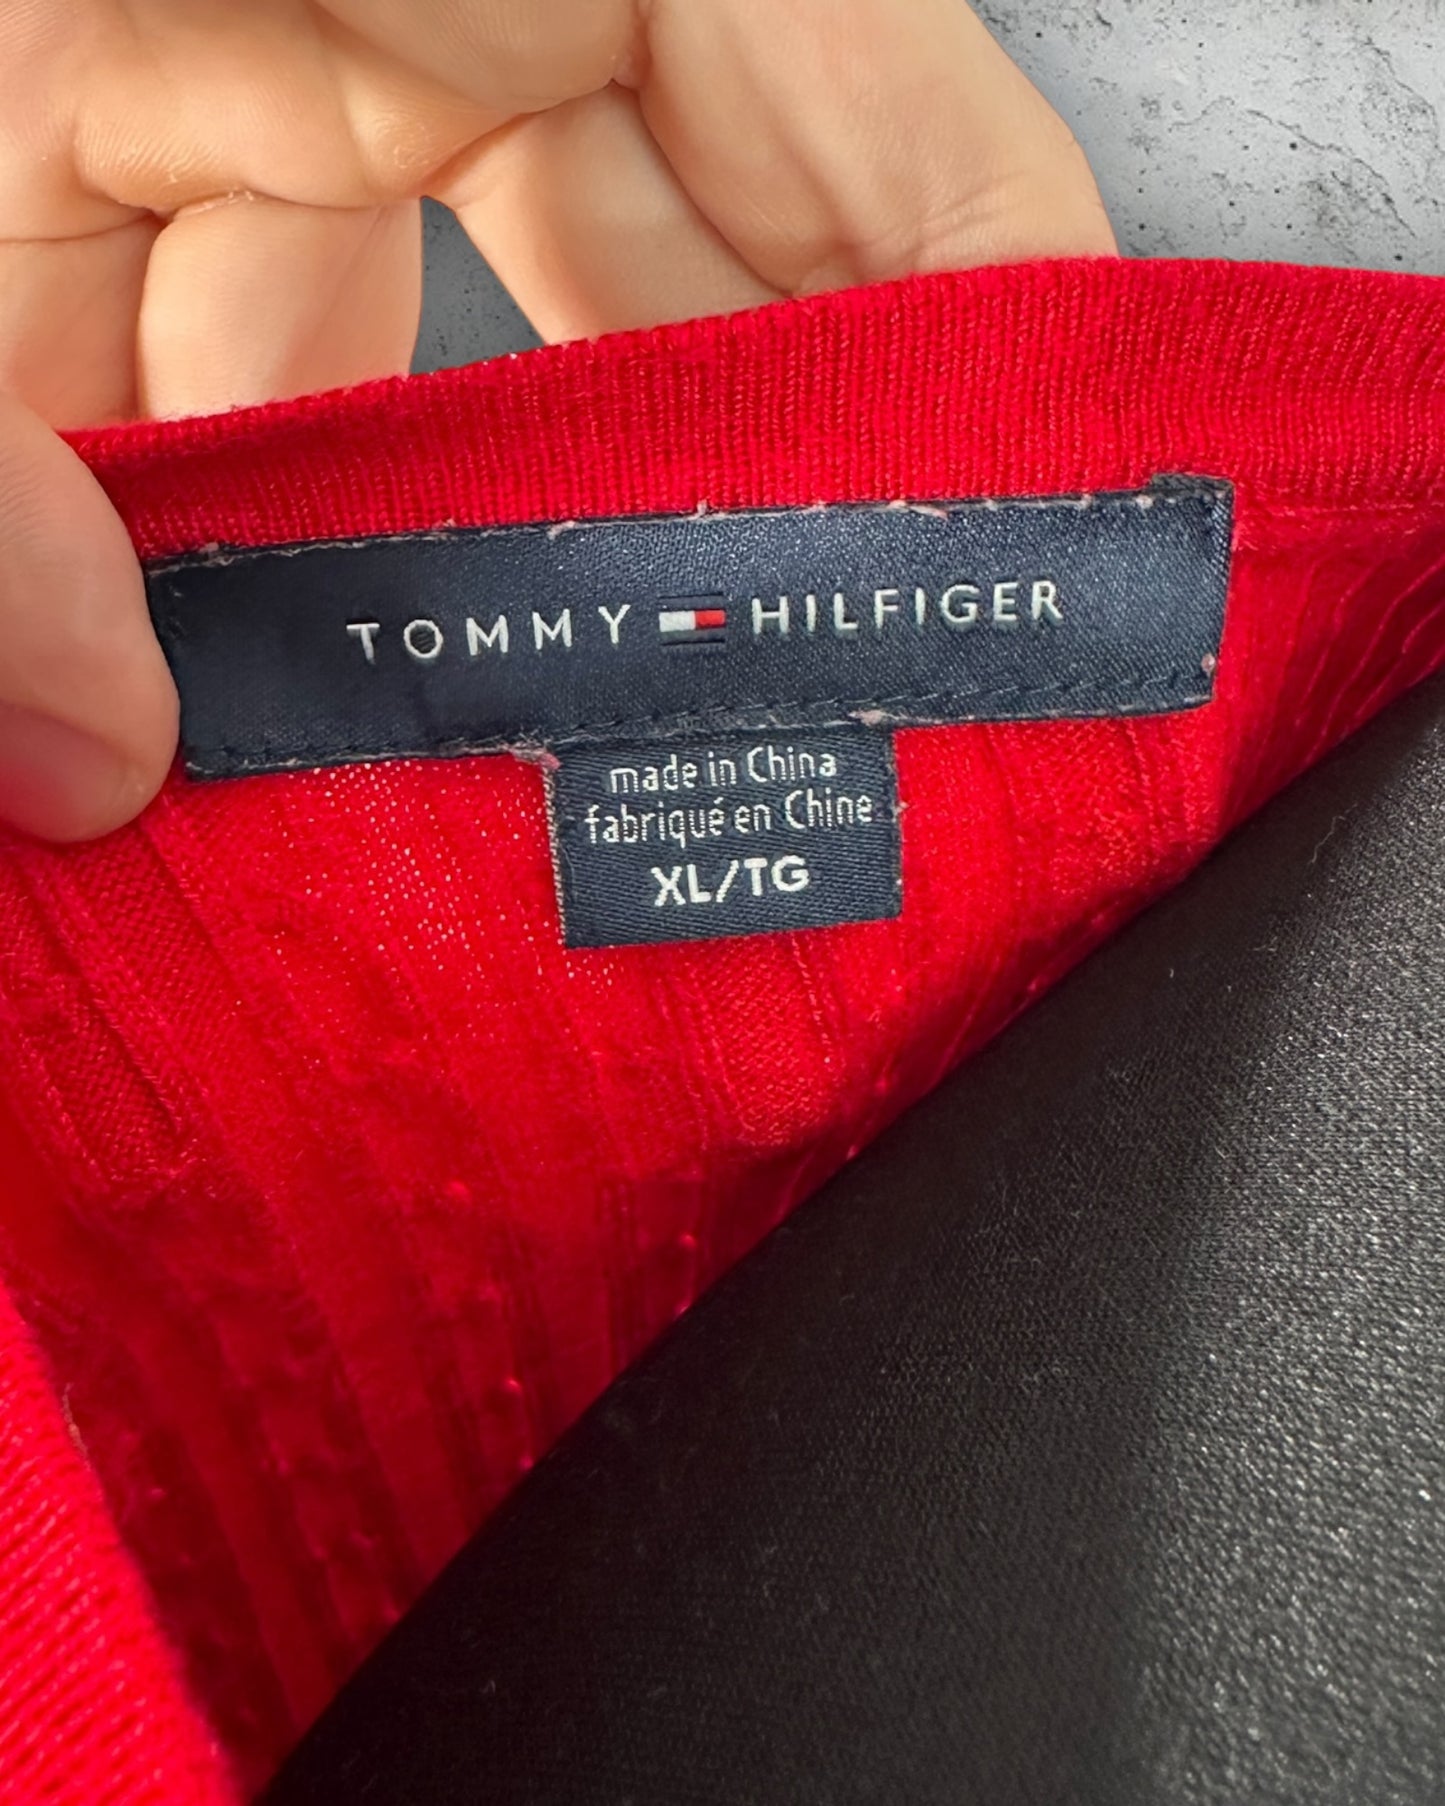 TOMMY HILFIGER
made in China
fabriqué en Chine
XL/TG